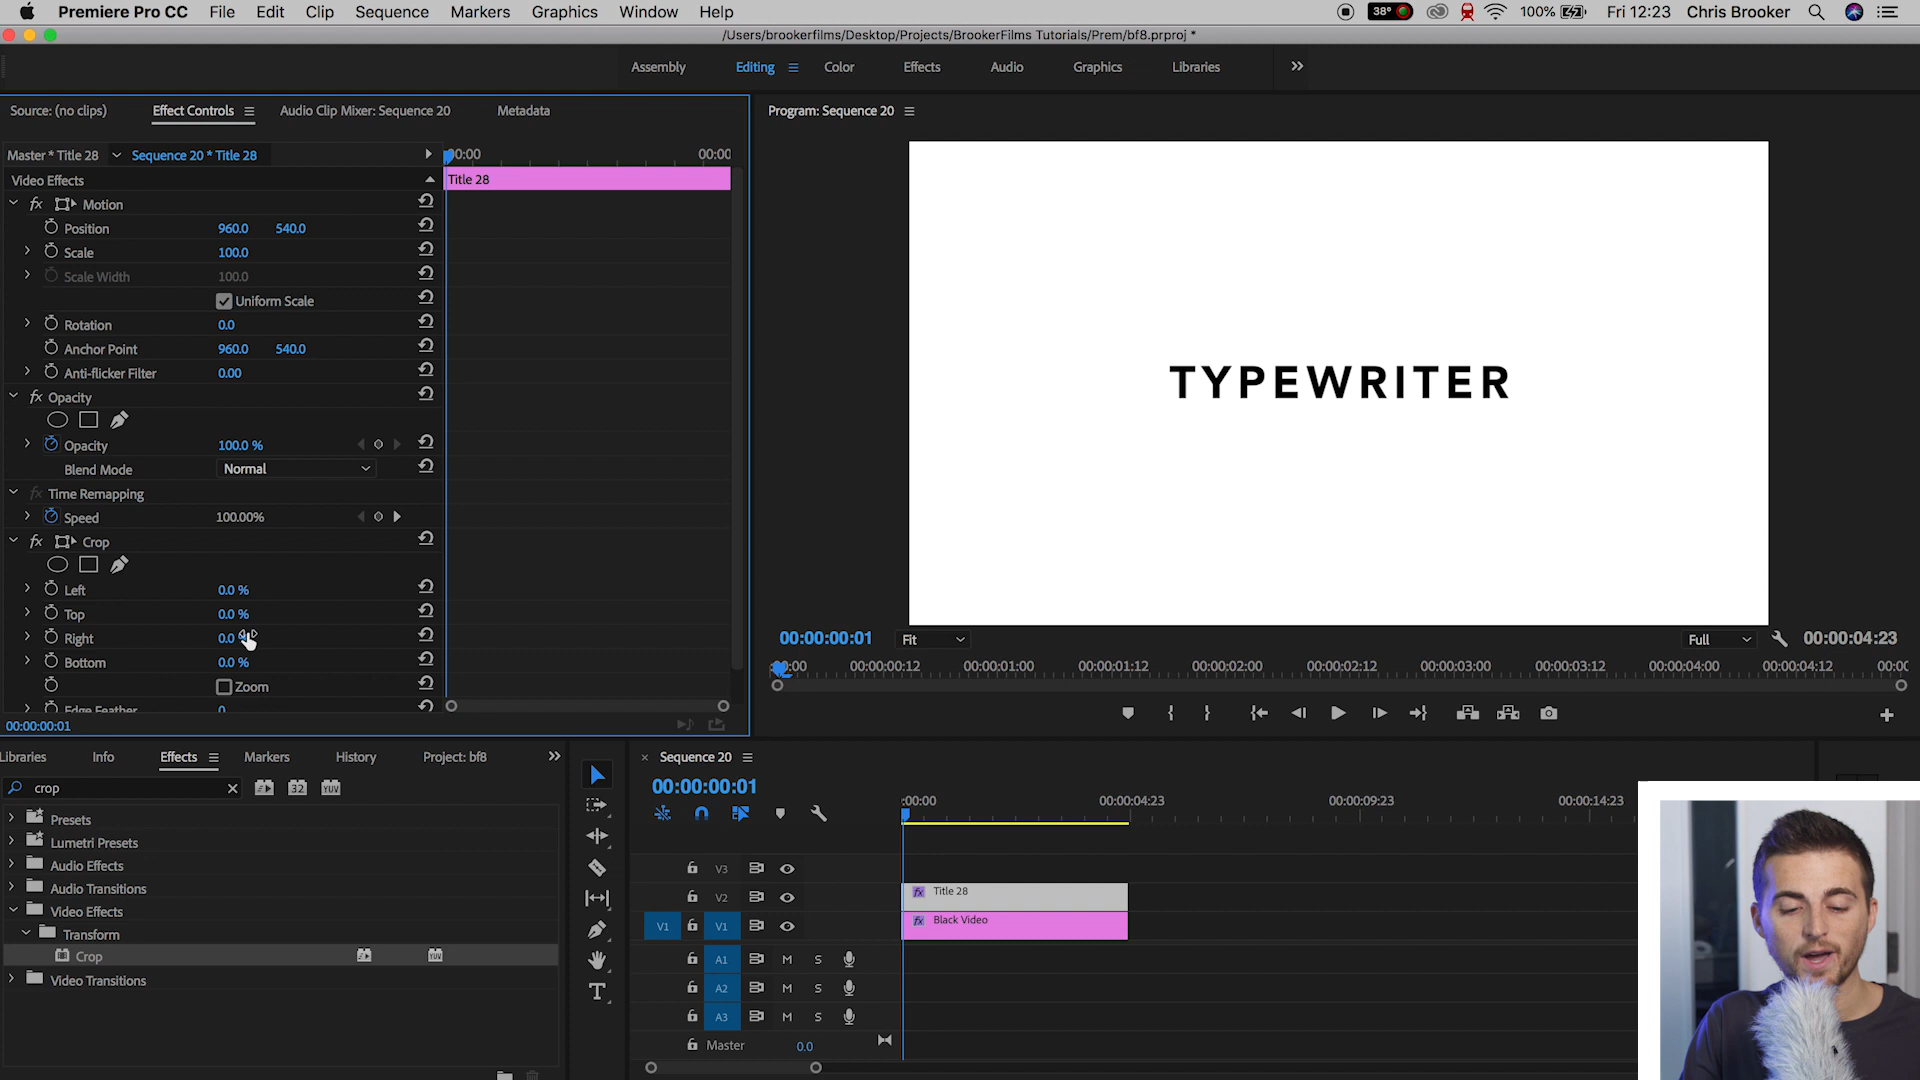 Premiere Pro CC File Edit Clip Sequence Markers Graphics Window Help 38° 100% Fri 12:23 Chris Brooker
/Users/brookerfilms/Desktop/Projects/BrookerFilms Tutorials/Prem/bf8.prproj *
Assembly Editing Color Effects Audio Graphics Libraries
Source: (no clips) Effect Controls Audio Clip Mixer: Sequence 20 Metadata
Program: Sequence 20
Master * Title 28 Sequence 20 * Title 28
00:00 00:00
Video Effects
Title 28
fx Motion
Position 960.0 540.0
Scale 100.0
Scale Width 100.0
Uniform Scale
Rotation 0.0
Anchor Point 960.0 540.0
Anti-flicker Filter 0.00
fx Opacity
Opacity 100.0 %
Blend Mode Normal
fx Time Remapping
Speed 100.00%
fx Crop
Left 0.0 %
Top 0.0 %
Right 0.0
Bottom 0.0 %
Zoom
Edge Feather 0
00:00:00:01
TYPEWRITER
00:00:00:01 Fit Full 00:00:04:23
:00:00 00:00:00:12 00:00:01:00 00:00:01:12 00:00:02:00 00:00:02:12 00:00:03:00 00:00:03:12 00:00:04:00 00:00:04:12 00:00
Libraries Info Effects Markers History Project: bf8
crop 32 YUV
Presets
Lumetri Presets
Audio Effects
Audio Transitions
Video Effects
Transform
Crop YUV
Video Transitions
× Sequence 20
00:00:00:01
:00:00 00:00:04:23 00:00:09:23 00:00:14:23
V3
V2 fx Title 28
V1 V1 fx Black Video
A1 M S
A2 M S
A3 M S
Master 0.0